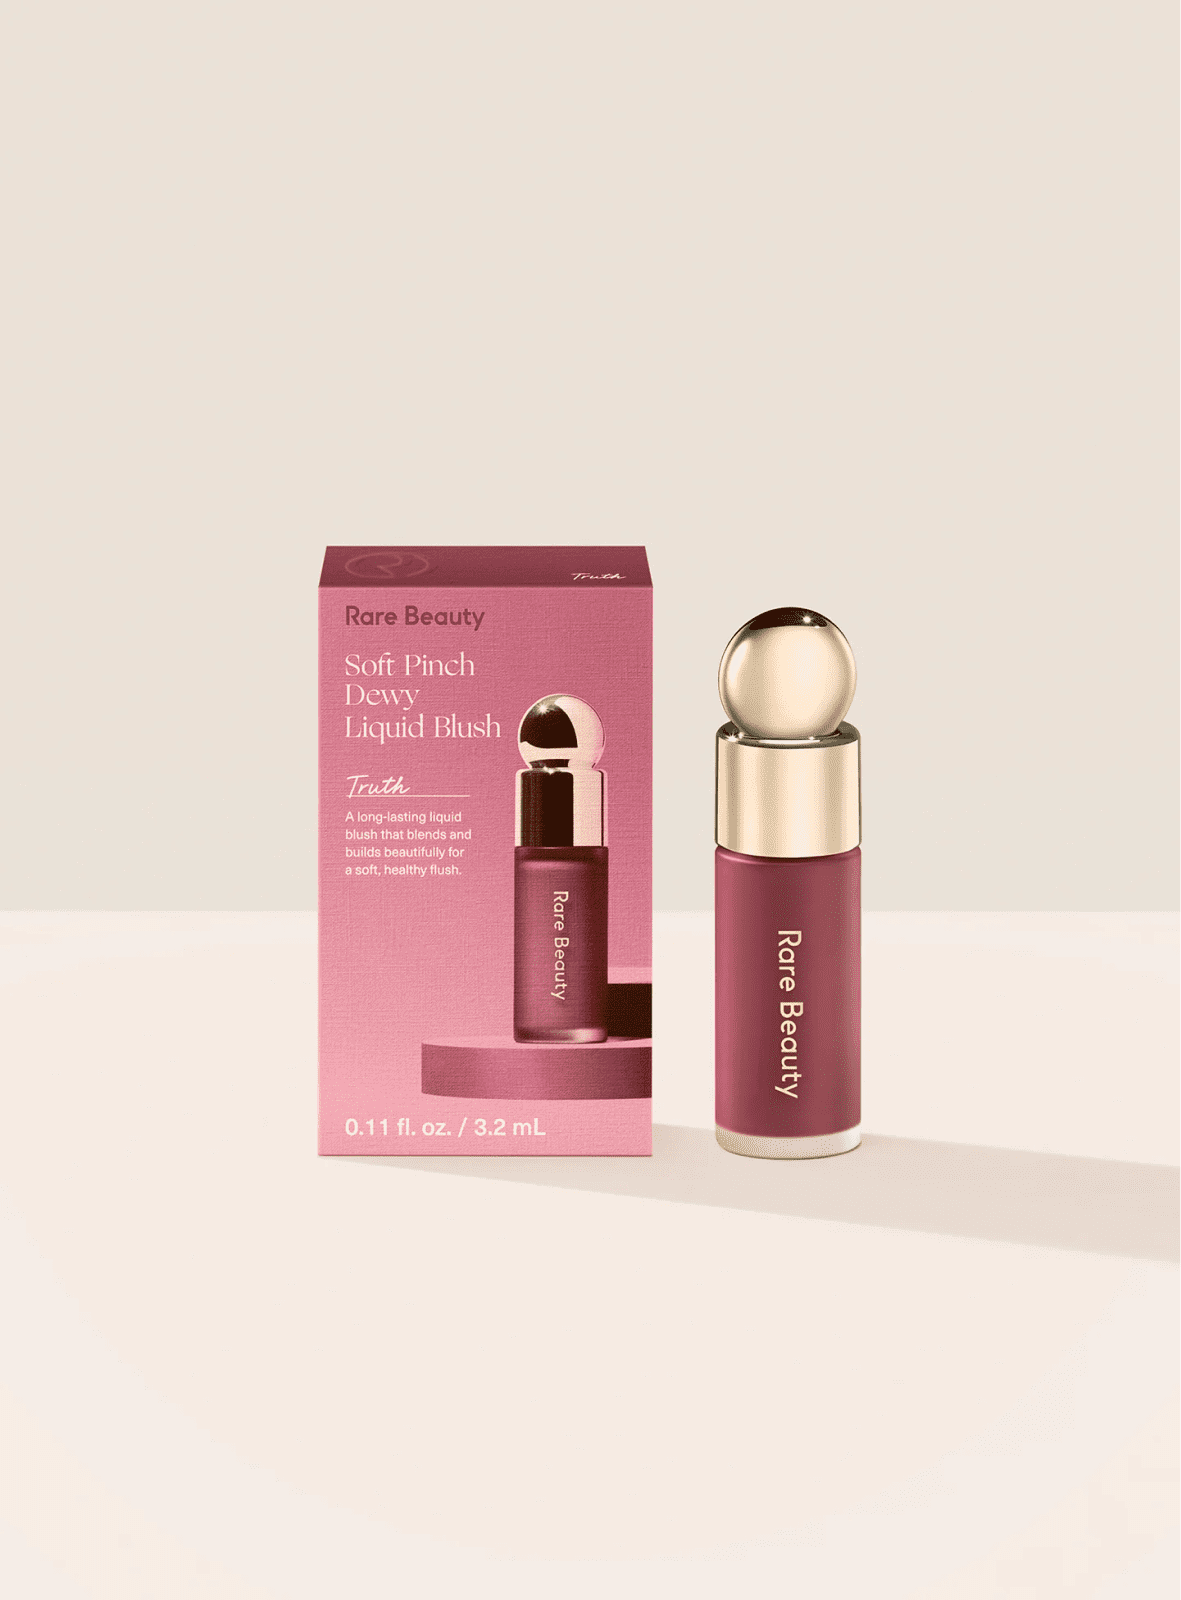 Truth
Rare Beauty
Soft Pinch
Dewy
Liquid Blush
Truth
A long-lasting liquid
blush that blends and
builds beautifully for
a soft, healthy flush.
Rare Beauty
0.11 fl. oz. / 3.2 mL
Rare Beauty